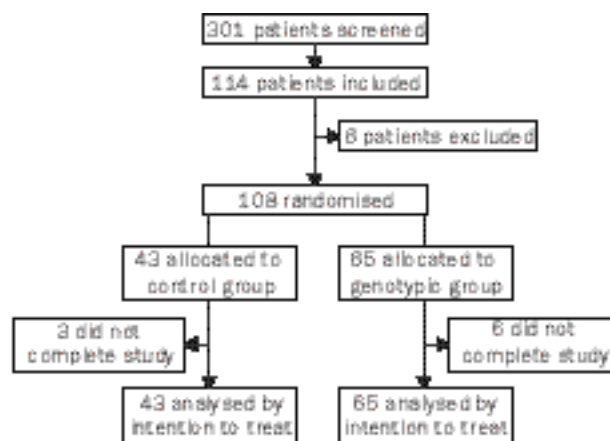 301 patients screened
114 patients included
6 patients excluded
108 randomised
43 allocated to
control group
65 allocated to
genotypic group
3 did not
complete study
6 did not
complete study
43 analysed by
intention to treat
65 analysed by
intention to treat